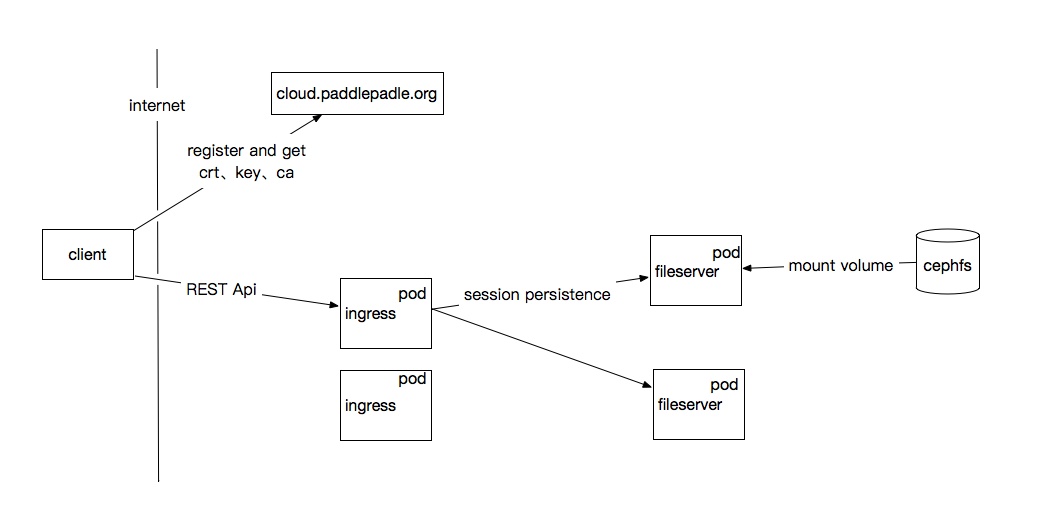 cloud.paddlepadle.org
internet
register and get
crt、key、ca
client
REST Api
pod
ingress
session persistence
pod
fileserver
mount volume
cephfs
pod
ingress
pod
fileserver